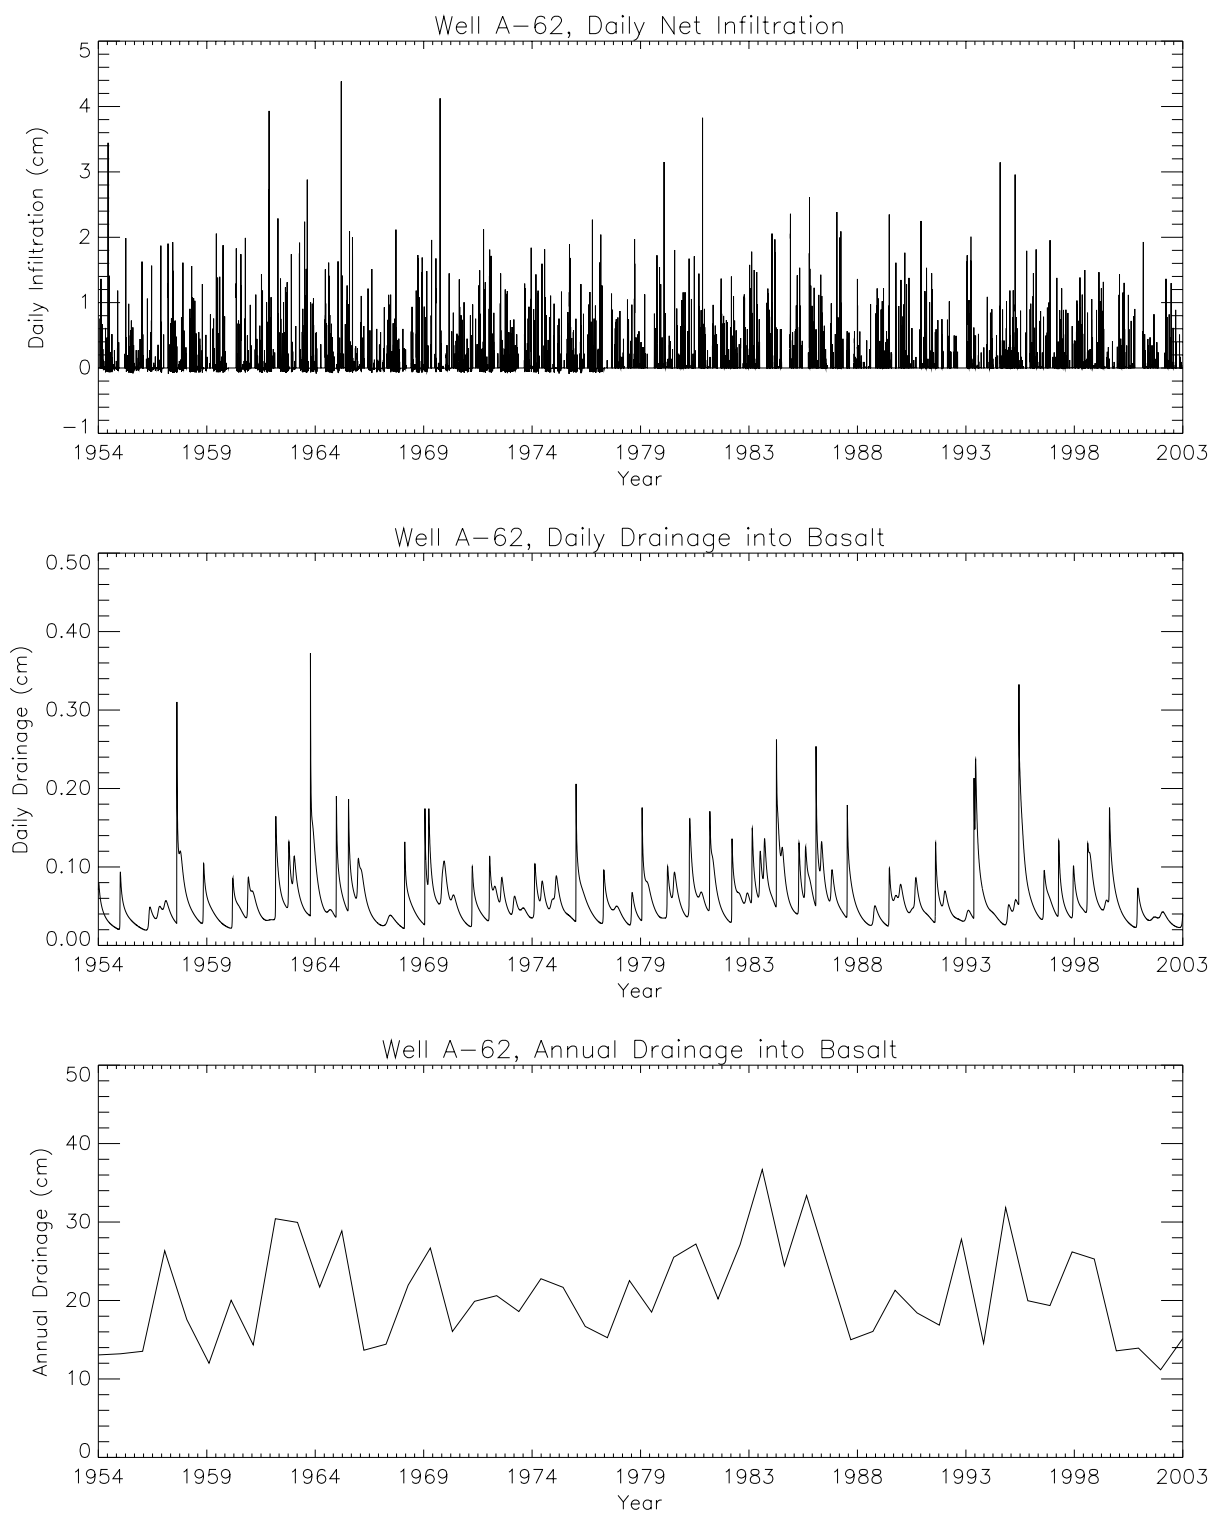 Well A−62, Daily Net Infiltration
5
4
3
2
1
0
−1
Daily Infiltration (cm)
1954 1959 1964 1969 1974 1979 1983 1988 1993 1998 2003
Year
Well A−62, Daily Drainage into Basalt
0.50
0.40
0.30
0.20
0.10
0.00
Daily Drainage (cm)
1954 1959 1964 1969 1974 1979 1983 1988 1993 1998 2003
Year
Well A−62, Annual Drainage into Basalt
50
40
30
20
10
0
Annual Drainage (cm)
1954 1959 1964 1969 1974 1979 1983 1988 1993 1998 2003
Year